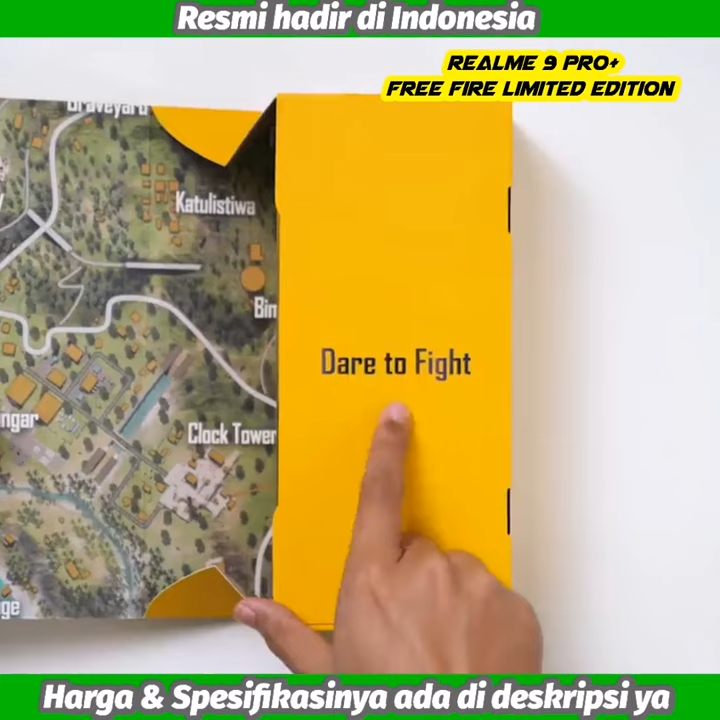 Resmi hadir di Indonesia
REALME 9 PRO+
FREE FIRE LIMITED EDITION
Graveyard
Katulistiwa
Bim
Dare to Fight
Clock Tower
Harga & Spesifikasinya ada di deskripsi ya